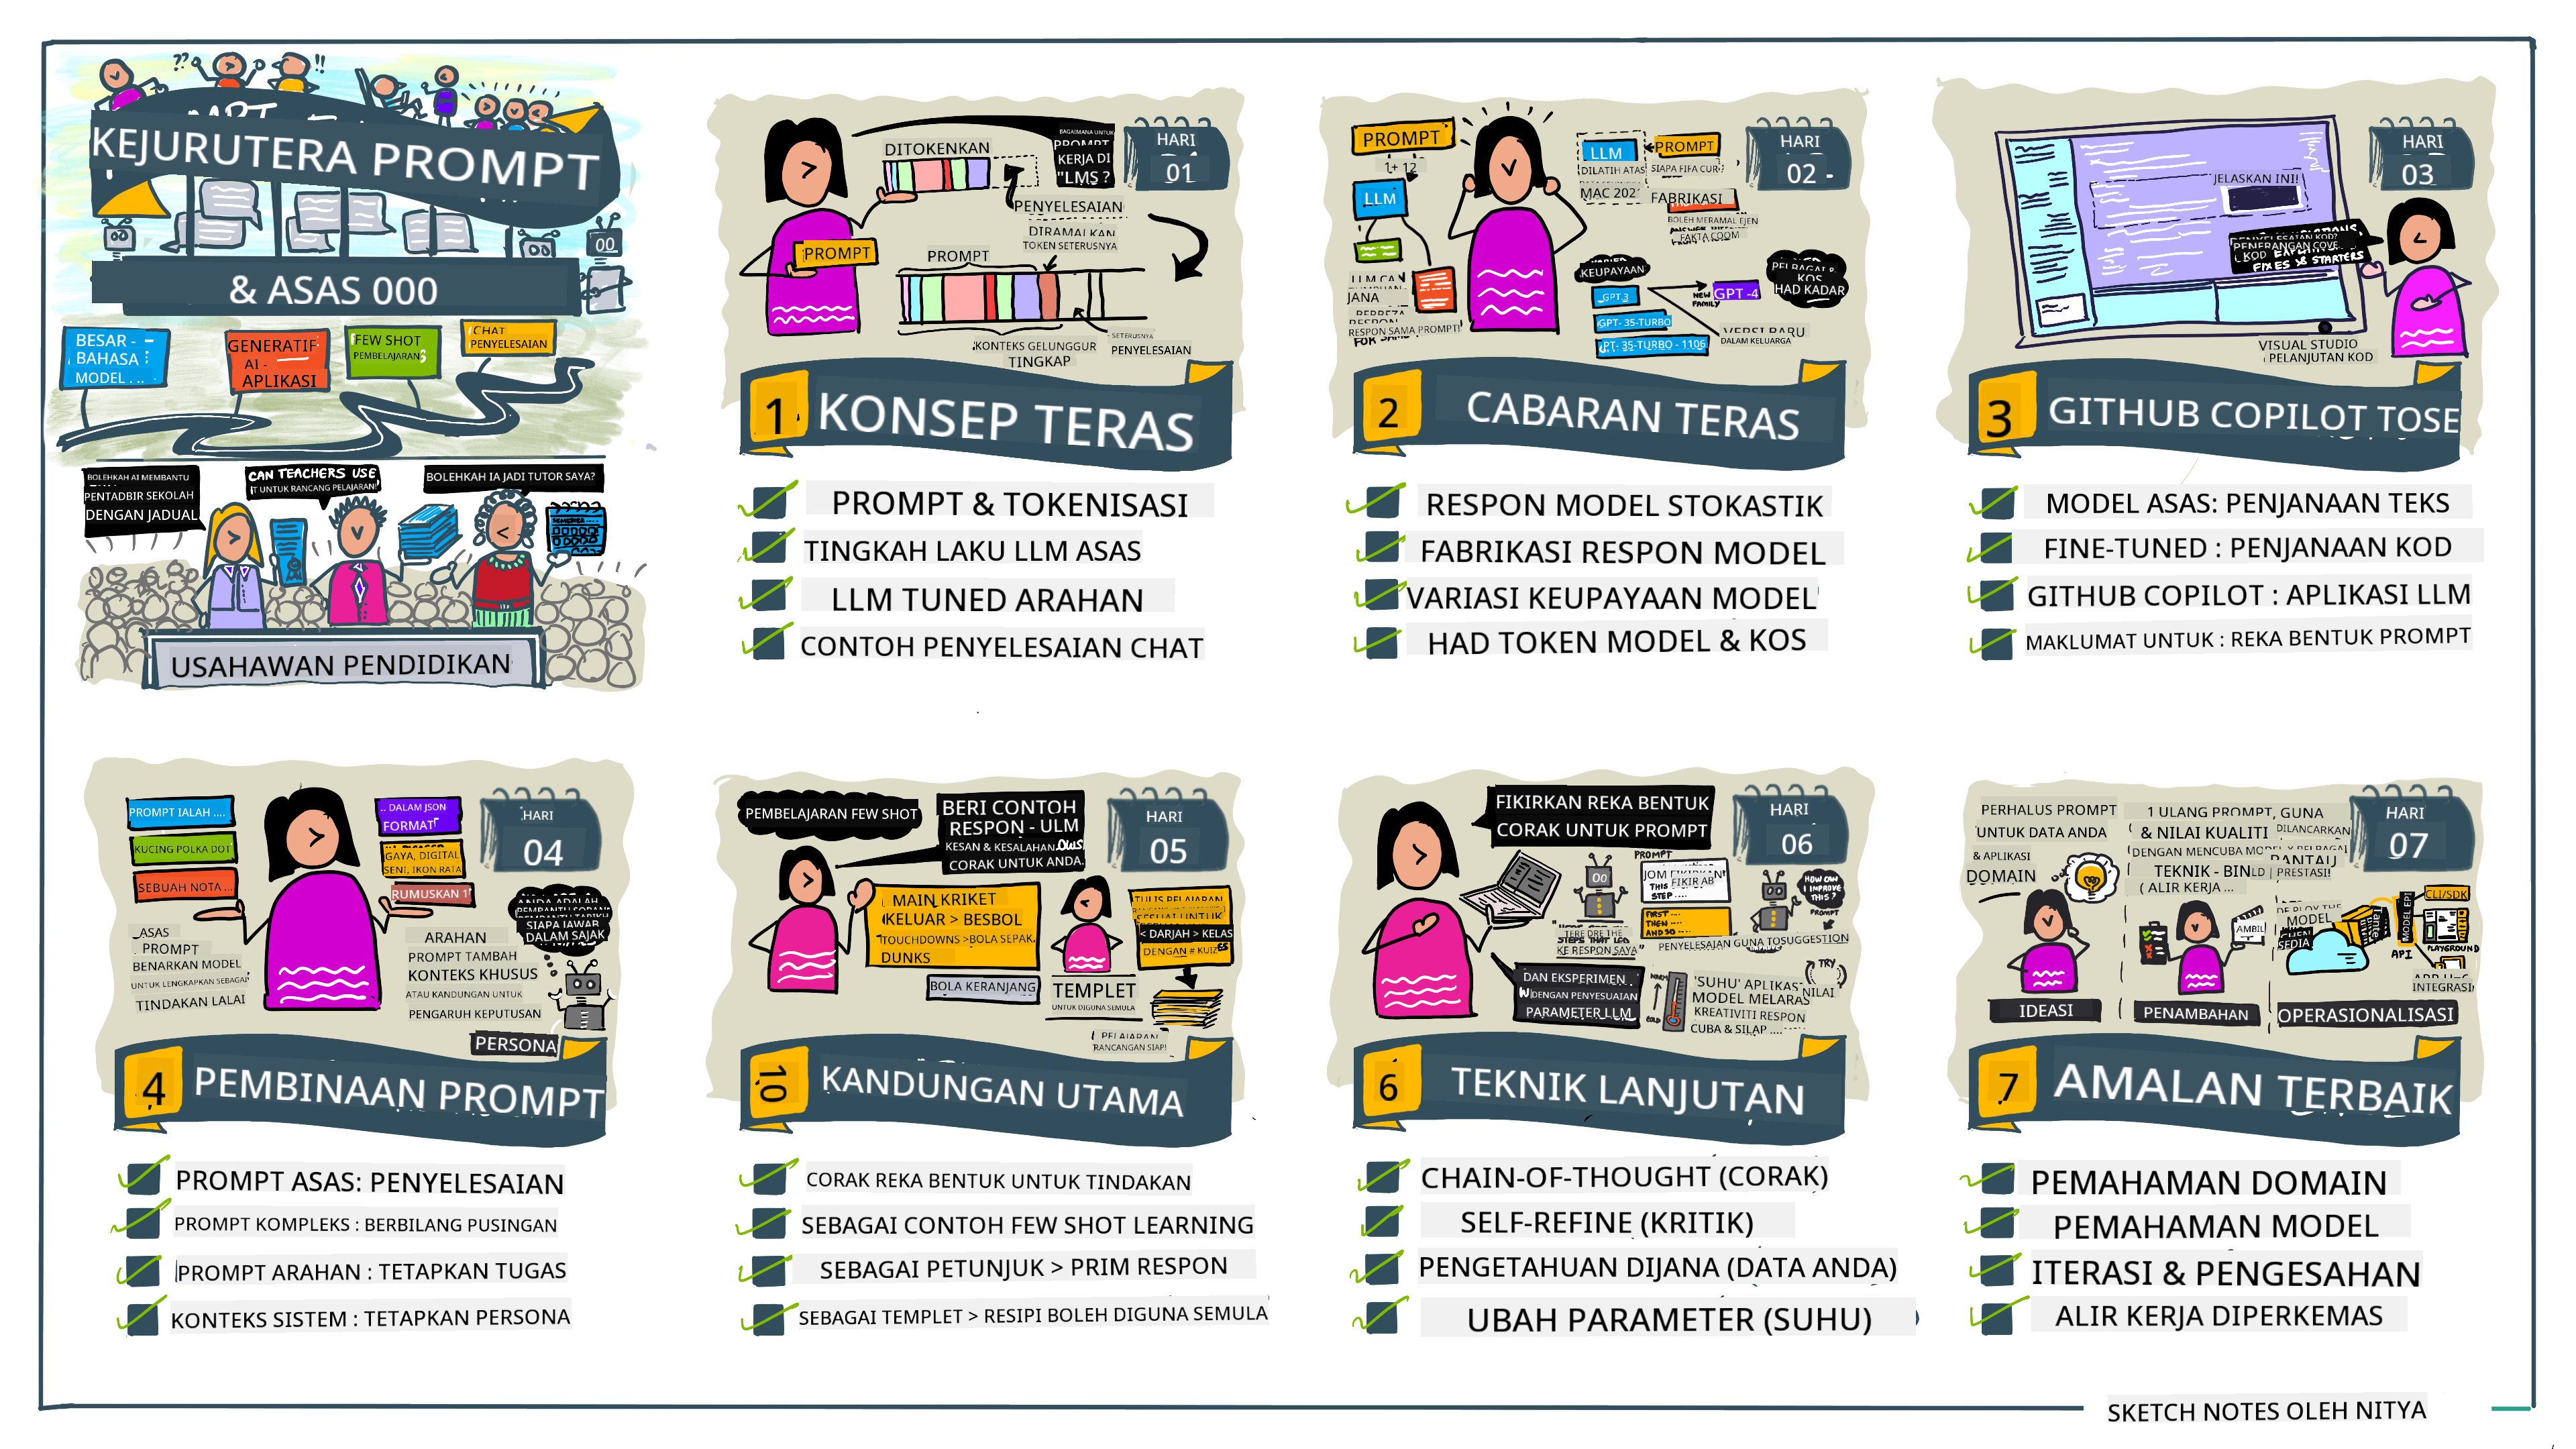 KEJURUTERA PROMPT
& ASAS 000
BESAR -
BAHASA
MODEL
GENERATIF
AI -
APLIKASI
FEW SHOT
PEMBELAJARAN
CHAT
PENYELESAIAN
BOLEHKAH AI MEMBANTU
PENTADBIR SEKOLAH
DENGAN JADUAL
CAN TEACHERS USE
IT UNTUK RANCANG PELAJARAN
BOLEHKAH IA JADI TUTOR SAYA?
USAHAWAN PENDIDIKAN
BAGAIMANA UNTUK
PROMPT
KERJA DI
"LMS ?
HARI
01
DITOKENKAN
PENYELESAIAN
DIRAMALKAN
TOKEN SETERUSNYA
PROMPT
PROMPT
KONTEKS GELUNGGUR
TINGKAP
SETERUSNYA
PENYELESAIAN
1
KONSEP TERAS
PROMPT & TOKENISASI
TINGKAH LAKU LLM ASAS
LLM TUNED ARAHAN
CONTOH PENYELESAIAN CHAT
PROMPT
1+ 12
LLM
JANA
RESPON SAMA PROMPT!
LLM
DILATIH ATAS
MAC 202
PROMPT
SIAPA FIFA CUR
FABRIKASI
BOLEH MERAMAL EJEN
FAKTA COOM
HARI
02 -
KEUPAYAAN
GPT-3
GPT- 35-TURBO
GPT- 35-TURBO - 1106
NEW FAMILY
GPT -4
VERSI BARU
DALAM KELUARGA
KOS
HAD KADAR
2
CABARAN TERAS
RESPON MODEL STOKASTIK
FABRIKASI RESPON MODEL
VARIASI KEUPAYAAN MODEL
HAD TOKEN MODEL & KOS
HARI
03
JELASKAN INI!
PENERANGAN
KOD
FIXES & STARTERS
VISUAL STUDIO
PELANJUTAN KOD
3
GITHUB COPILOT TOSE
MODEL ASAS: PENJANAAN TEKS
FINE-TUNED : PENJANAAN KOD
GITHUB COPILOT : APLIKASI LLM
MAKLUMAT UNTUK : REKA BENTUK PROMPT
PROMPT IALAH ....
KUCING POLKA DOT
SEBUAH NOTA ...
ASAS
PROMPT
BENARKAN MODEL
UNTUK LENGKAPKAN SEBAGAI
TINDAKAN LALAI
.. DALAM JSON
FORMAT
GAYA, DIGITAL
SENI, IKON RATA
RUMUSKAN 1
HARI
04
ANDA ADALAH
SIAPA JAWAB
DALAM SAJAK
ARAHAN
PROMPT TAMBAH
KONTEKS KHUSUS
ATAU KANDUNGAN UNTUK
PENGARUH KEPUTUSAN
PERSONA
4
PEMBINAAN PROMPT
PROMPT ASAS: PENYELESAIAN
PROMPT KOMPLEKS : BERBILANG PUSINGAN
PROMPT ARAHAN : TETAPKAN TUGAS
KONTEKS SISTEM : TETAPKAN PERSONA
PEMBELAJARAN FEW SHOT
BERI CONTOH
RESPON - ULM
KESAN & KESALAHAN
CORAK UNTUK ANDA.
HARI
05
MAIN KRIKET
KELUAR > BESBOL
TOUCHDOWNS >BOLA SEPAK.
DUNKS
BOLA KERANJANG
TEMPLET
UNTUK DIGUNA SEMULA
TULIS PELAJARAN
SESUAI UNTUK
< DARJAH > KELAS
DENGAN # KUIZ
PELAJARAN
RANCANGAN SIAP!
10
KANDUNGAN UTAMA
CORAK REKA BENTUK UNTUK TINDAKAN
SEBAGAI CONTOH FEW SHOT LEARNING
SEBAGAI PETUNJUK > PRIM RESPON
SEBAGAI TEMPLET > RESIPI BOLEH DIGUNA SEMULA
FIKIRKAN REKA BENTUK
CORAK UNTUK PROMPT
HARI
06
PROMPT
JOM FIKIRKAN
THIS
FIKIR AB
STEP ....
FIRST ....
THEN ....
AND SO ....
HOW CAN
I IMPROVE
THIS ?
PROMPT
STEPS THAT LED
KE RESPON SAYA"
PENYELESAIAN GUNA TOSUGGESTION
DAN EKSPERIMEN
DENGAN PENYESUAIAN
PARAMETER LLM
COLD
'SUHU' APLIKASI
MODEL MELARAS
KREATIVITI RESPON
CUBA & SILAP ....
TRY
NILAI
6
TEKNIK LANJUTAN
CHAIN-OF-THOUGHT (CORAK)
SELF-REFINE (KRITIK)
PENGETAHUAN DIJANA (DATA ANDA)
UBAH PARAMETER (SUHU)
PERHALUS PROMPT
UNTUK DATA ANDA
& APLIKASI
DOMAIN
1 ULANG PROMPT, GUNA
& NILAI KUALITI
DENGAN MENCUBA MODEL
TEKNIK - BIN
( ALIR KERJA ...
DILANCARKAN
PANTAU
PRESTASI!
HARI
07
AMBIL
MODEL
SEDIA
API
CLI/SDK
PLAYGROUND
INTEGRASI
IDEASI
PENAMBAHAN
OPERASIONALISASI
7
AMALAN TERBAIK
PEMAHAMAN DOMAIN
PEMAHAMAN MODEL
ITERASI & PENGESAHAN
ALIR KERJA DIPERKEMAS
SKETCH NOTES OLEH NITYA